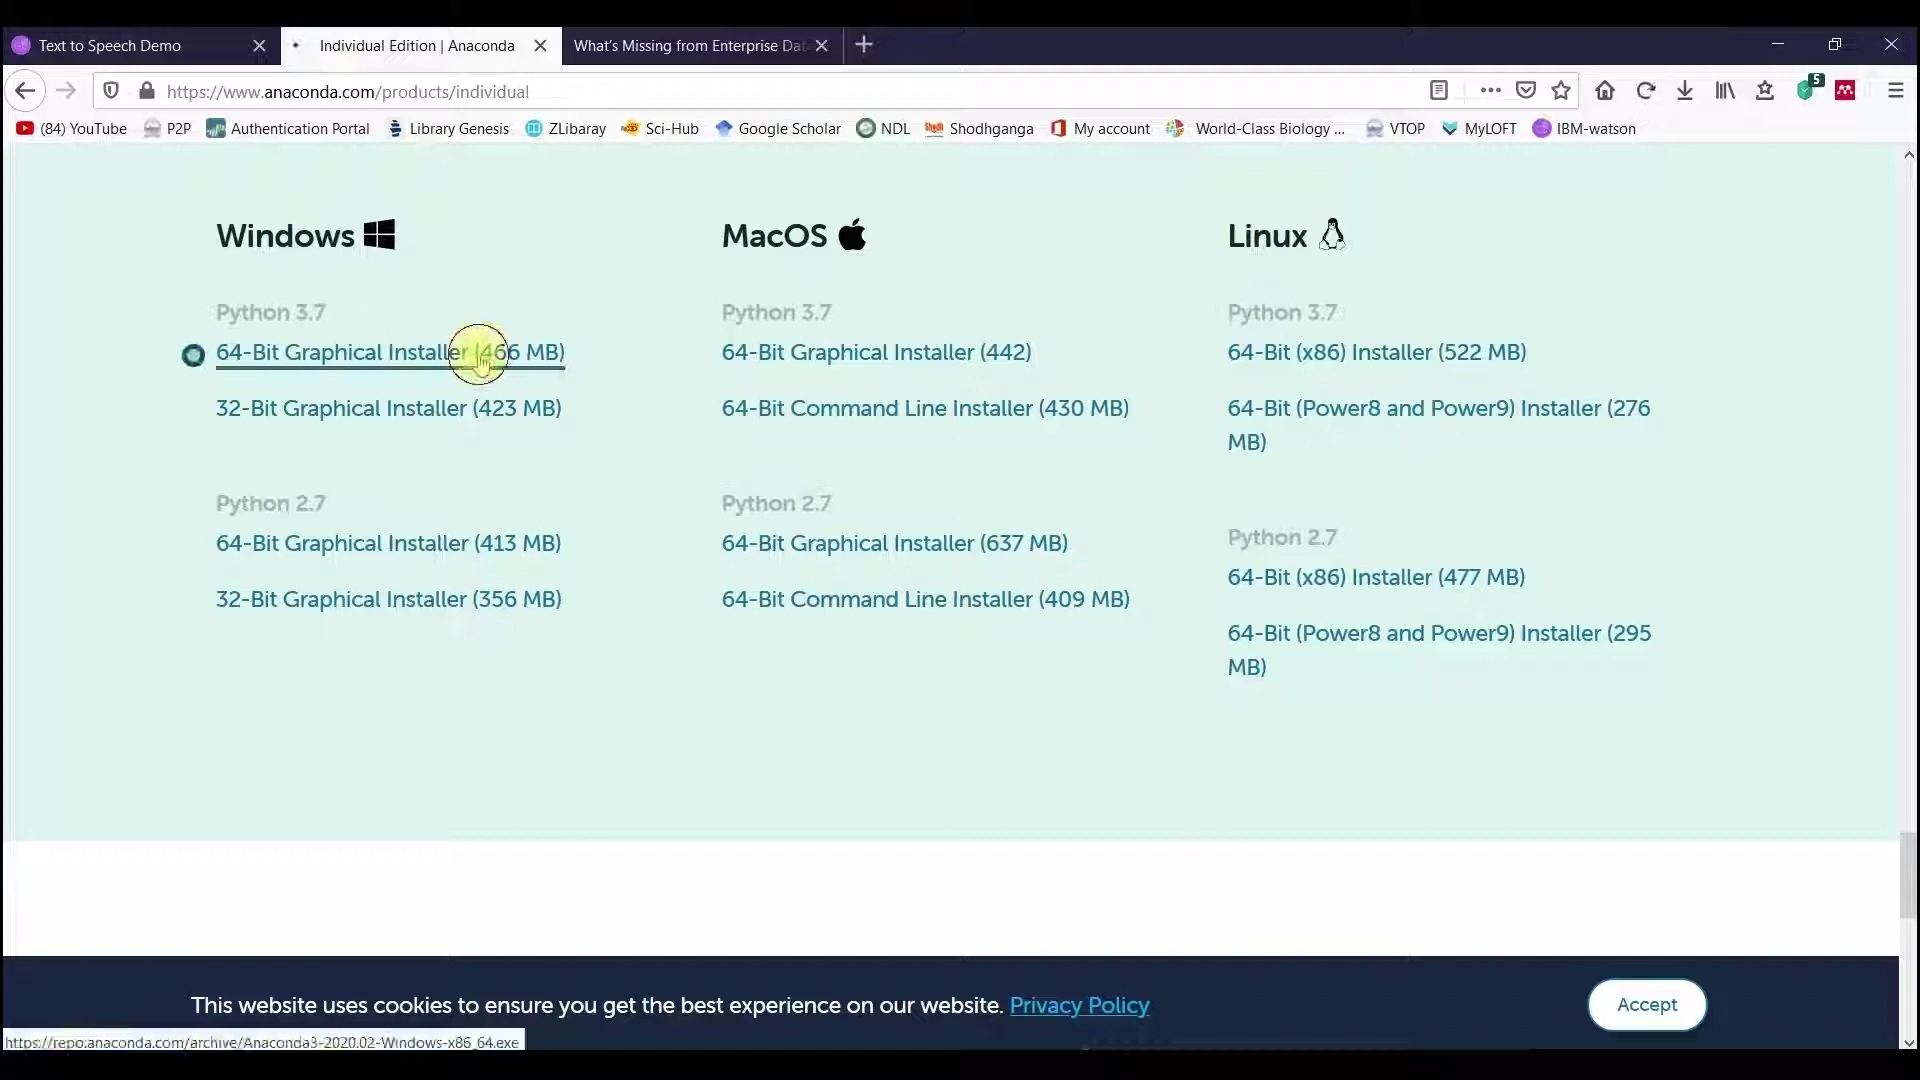 Text to Speech Demo
Individual Edition | Anaconda
What's Missing from Enterprise Da
https://www.anaconda.com/products/individual
5
(84) YouTube P2P Authentication Portal Library Genesis ZLibaray Sci-Hub Google Scholar NDL Shodhganga My account World-Class Biology ... VTOP MyLOFT IBM-watson
Windows
Python 3.7
64-Bit Graphical Installer (466 MB)
32-Bit Graphical Installer (423 MB)
Python 2.7
64-Bit Graphical Installer (413 MB)
32-Bit Graphical Installer (356 MB)
MacOS
Python 3.7
64-Bit Graphical Installer (442)
64-Bit Command Line Installer (430 MB)
Python 2.7
64-Bit Graphical Installer (637 MB)
64-Bit Command Line Installer (409 MB)
Linux
Python 3.7
64-Bit (x86) Installer (522 MB)
64-Bit (Power8 and Power9) Installer (276
MB)
Python 2.7
64-Bit (x86) Installer (477 MB)
64-Bit (Power8 and Power9) Installer (295
MB)
This website uses cookies to ensure you get the best experience on our website. Privacy Policy
Accept
https://repo.anaconda.com/archive/Anaconda3-2020.02-Windows-x86_64.exe